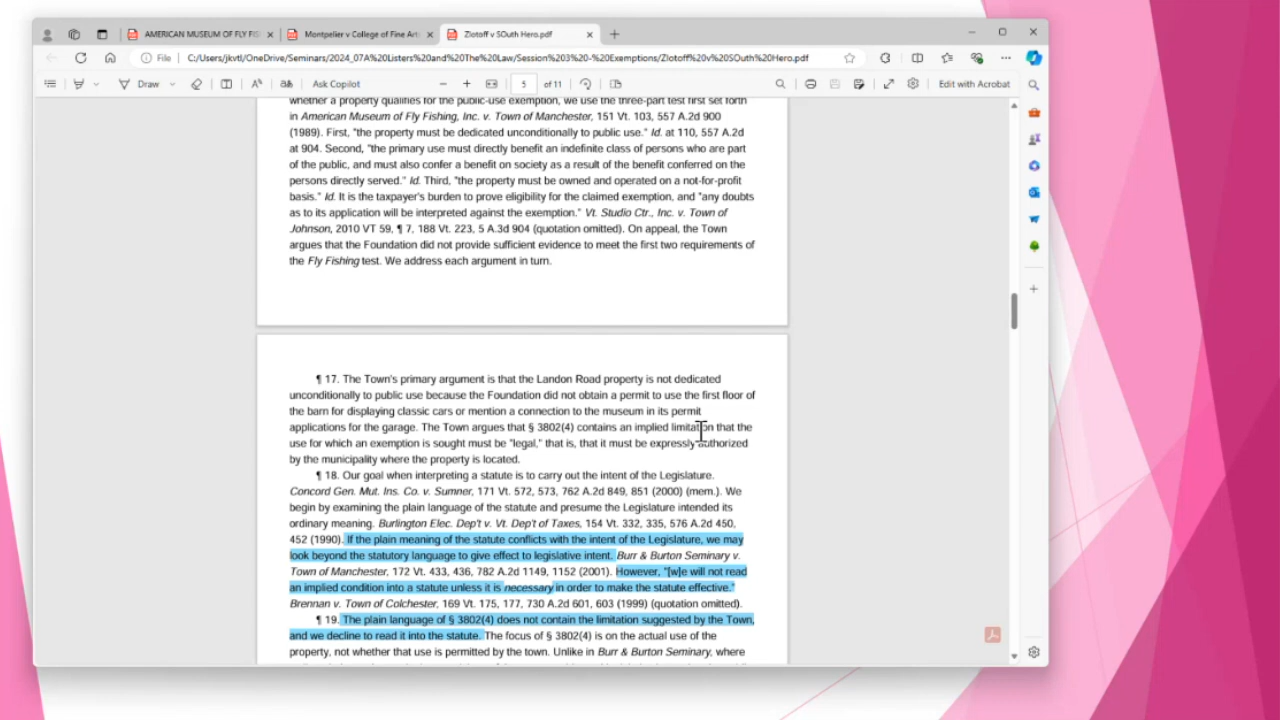 AMERICAN MUSEUM OF FLY FIS
Montpelier v College of Fine Art
Zlotoff v SOuth Hero.pdf
File
C:/Users/jkvtl/OneDrive/Seminars/2024_07A%20Listers%20and%20The%20Law/Session%203%20-%20Exemptions/Zlotoff%20v%20SOuth%20Hero.pdf
Draw
Ask Copilot
5 of 11
Edit with Acrobat
whether a property qualifies for the public-use exemption, we use the three-part test first set forth
in American Museum of Fly Fishing, Inc. v. Town of Manchester, 151 Vt. 103, 557 A.2d 900
(1989). First, "the property must be dedicated unconditionally to public use." Id. at 110, 557 A.2d
at 904. Second, "the primary use must directly benefit an indefinite class of persons who are part
of the public, and must also confer a benefit on society as a result of the benefit conferred on the
persons directly served." Id. Third, "the property must be owned and operated on a not-for-profit
basis." Id. It is the taxpayer's burden to prove eligibility for the claimed exemption, and "any doubts
as to its application will be interpreted against the exemption." Vt. Studio Ctr., Inc. v. Town of
Johnson, 2010 VT 59, ¶ 7, 188 Vt. 223, 5 A.3d 904 (quotation omitted). On appeal, the Town
argues that the Foundation did not provide sufficient evidence to meet the first two requirements of
the Fly Fishing test. We address each argument in turn.
¶ 17. The Town's primary argument is that the Landon Road property is not dedicated
unconditionally to public use because the Foundation did not obtain a permit to use the first floor of
the barn for displaying classic cars or mention a connection to the museum in its permit
applications for the garage. The Town argues that § 3802(4) contains an implied limitation that the
use for which an exemption is sought must be "legal," that is, that it must be expressly authorized
by the municipality where the property is located.
¶ 18. Our goal when interpreting a statute is to carry out the intent of the Legislature.
Concord Gen. Mut. Ins. Co. v. Sumner, 171 Vt. 572, 573, 762 A.2d 849, 851 (2000) (mem.). We
begin by examining the plain language of the statute and presume the Legislature intended its
ordinary meaning. Burlington Elec. Dep't v. Vt. Dep't of Taxes, 154 Vt. 332, 335, 576 A.2d 450,
452 (1990). If the plain meaning of the statute conflicts with the intent of the Legislature, we may
look beyond the statutory language to give effect to legislative intent. Burr & Burton Seminary v.
Town of Manchester, 172 Vt. 433, 436, 782 A.2d 1149, 1152 (2001). However, "[w]e will not read
an implied condition into a statute unless it is necessary in order to make the statute effective."
Brennan v. Town of Colchester, 169 Vt. 175, 177, 730 A.2d 601, 603 (1999) (quotation omitted).
¶ 19. The plain language of § 3802(4) does not contain the limitation suggested by the Town,
and we decline to read it into the statute. The focus of § 3802(4) is on the actual use of the
property, not whether that use is permitted by the town. Unlike in Burr & Burton Seminary, where